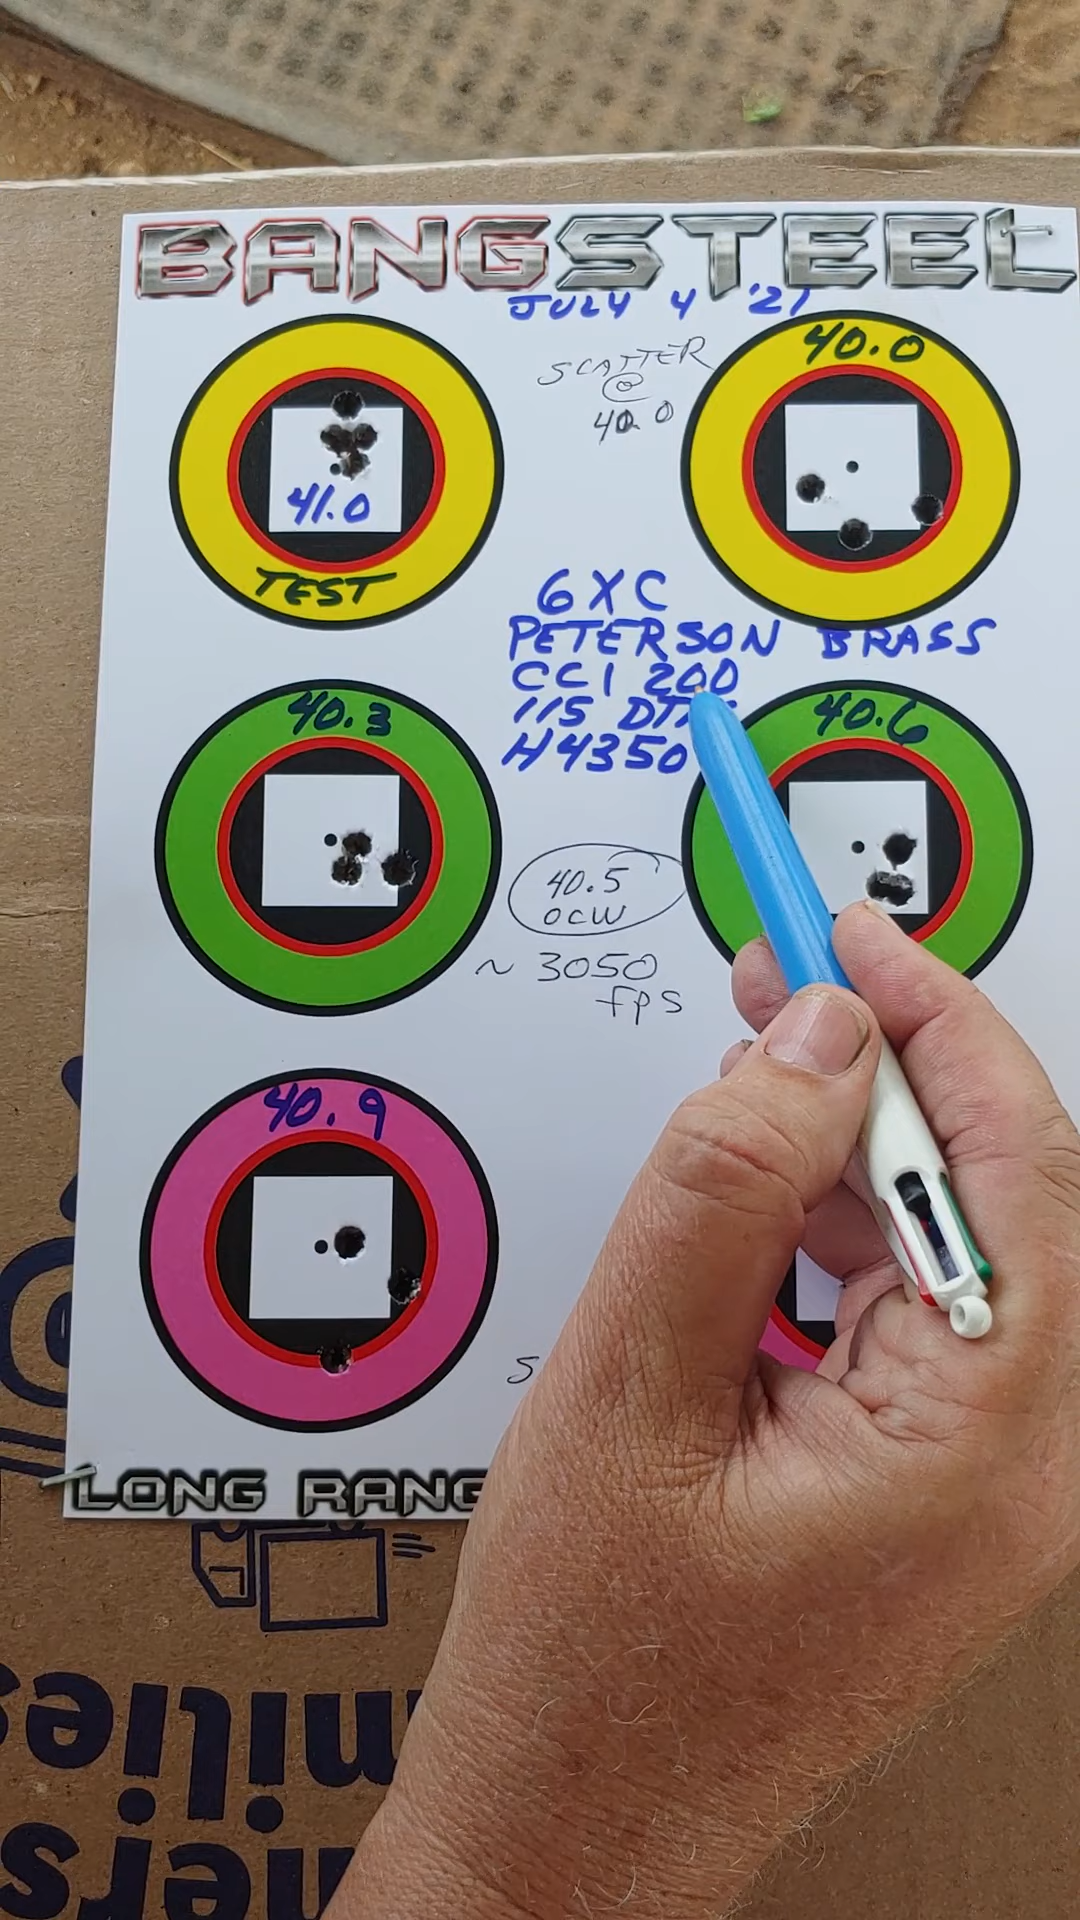 BANGSTEEL
JULY 4 '21
SCATTER
@
40.0
40.0
41.0
TEST
6XC
PETERSON BRASS
CCI 200
115
H4350
40.3
40.6
40.5
OCW
~ 3050
fps
40.9
LONG